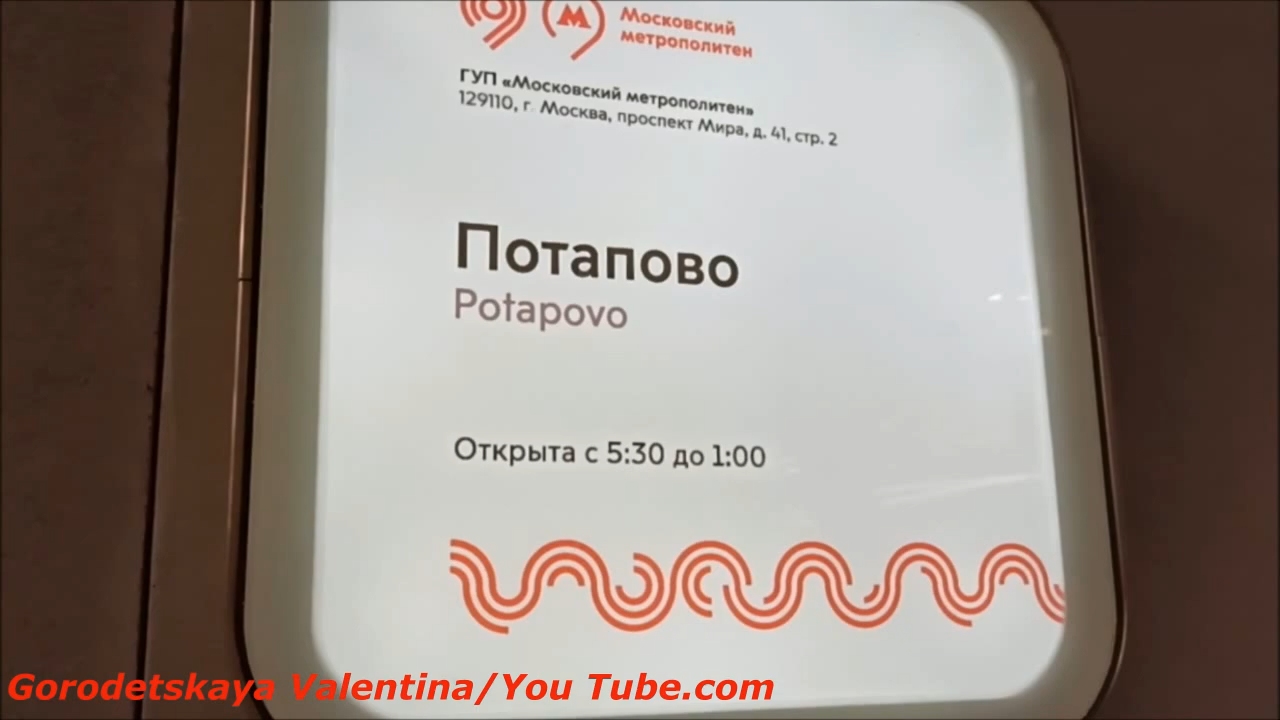 Московский
метрополитен
ГУП «Московский метрополитен»
129110, г. Москва, проспект Мира, д. 41, стр. 2
Потапово
Potapovo
Открыта с 5:30 до 1:00
Gorodetskaya Valentina/You Tube.com